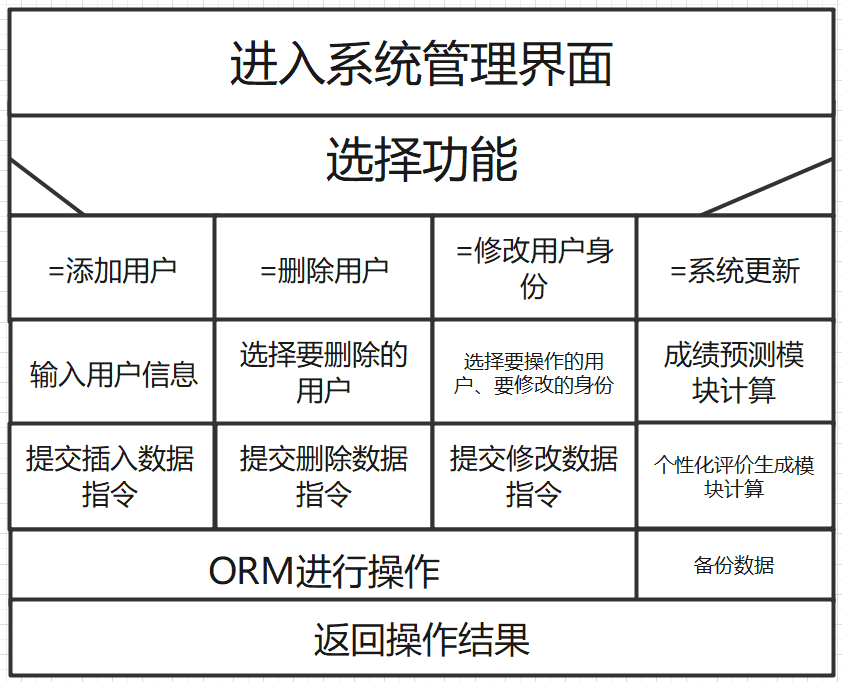 进入系统管理界面
选择功能
=添加用户
=删除用户
=修改用户身
份
=系统更新
输入用户信息
选择要删除的
用户
选择要操作的用
户、要修改的身份
成绩预测模
块计算
提交插入数据
指令
提交删除数据
指令
提交修改数据
指令
个性化评价生成模
块计算
ORM进行操作
备份数据
返回操作结果